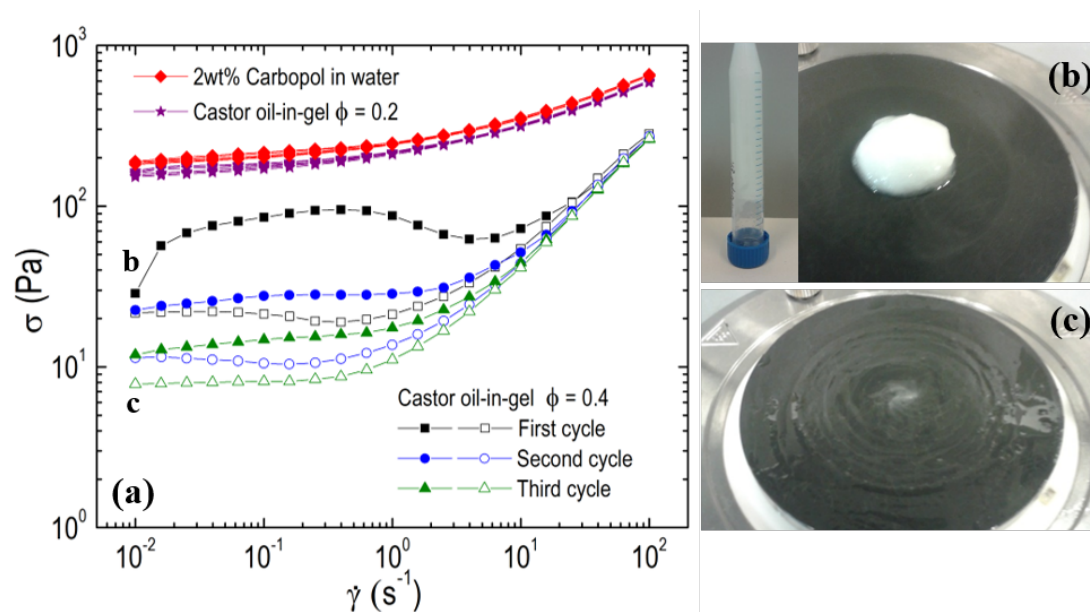 10³
10²
10¹
10⁰
σ (Pa)
2wt% Carbopol in water
Castor oil-in-gel ϕ = 0.2
b
c
Castor oil-in-gel ϕ = 0.4
First cycle
Second cycle
Third cycle
(a)
10⁻² 10⁻¹ 10⁰ 10¹ 10²
γ̇ (s⁻¹)
(b)
(c)